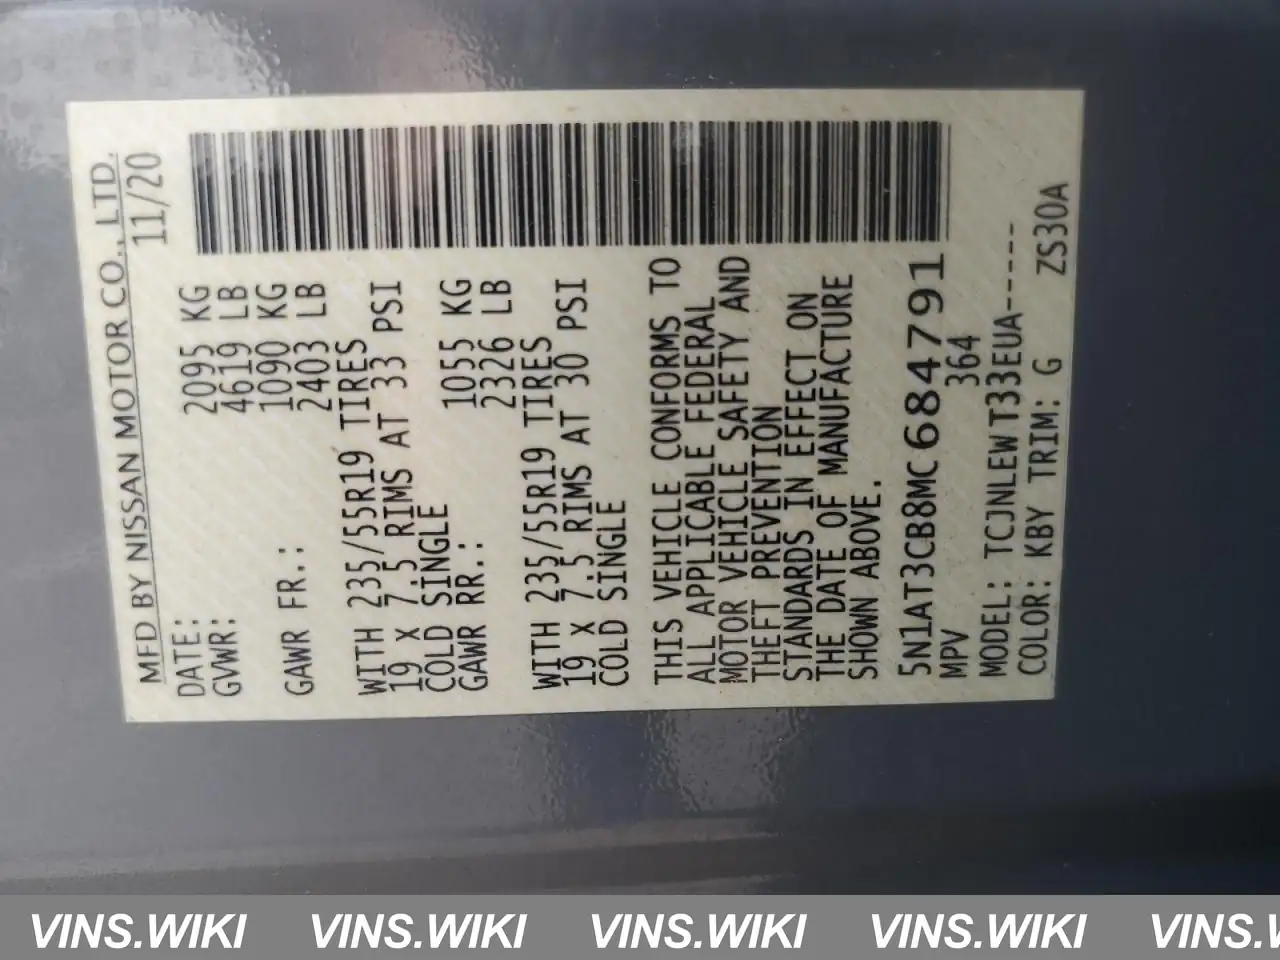 MFD BY NISSAN MOTOR CO., LTD.
DATE: 11/20
GVWR: 2095 KG
4619 LB
GAWR FR.: 1090 KG
2403 LB
WITH 235/55R19 TIRES
19 X 7.5 RIMS AT 33 PSI
COLD SINGLE
GAWR RR.: 1055 KG
2326 LB
WITH 235/55R19 TIRES
19 X 7.5 RIMS AT 30 PSI
COLD SINGLE
THIS VEHICLE CONFORMS TO
ALL APPLICABLE FEDERAL
MOTOR VEHICLE SAFETY AND
THEFT PREVENTION
STANDARDS IN EFFECT ON
THE DATE OF MANUFACTURE
SHOWN ABOVE.
5N1AT3CB8MC684791
MPV 364
MODEL: TCJNLEWT33EUA-----
COLOR: KBY TRIM: G ZS30A
VINS.WIKI VINS.WIKI VINS.WIKI VINS.WIKI VINS.W